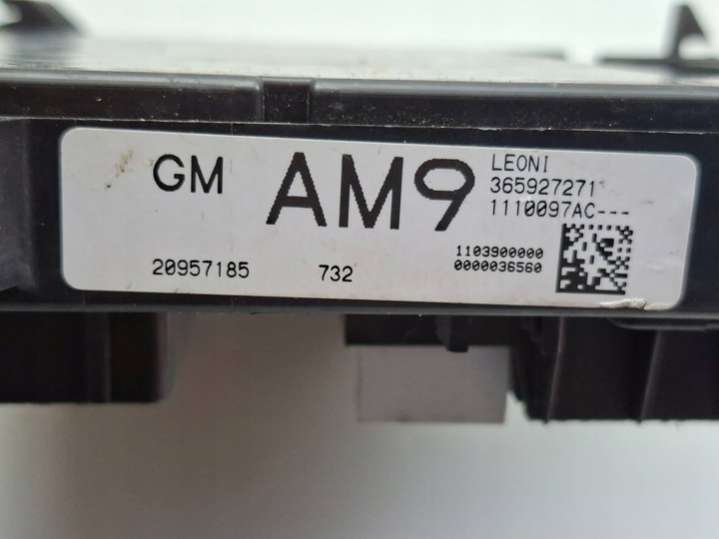 GM AM9
LEONI
365927271
1110097AC---
1103900000
0000036560
20957185 732